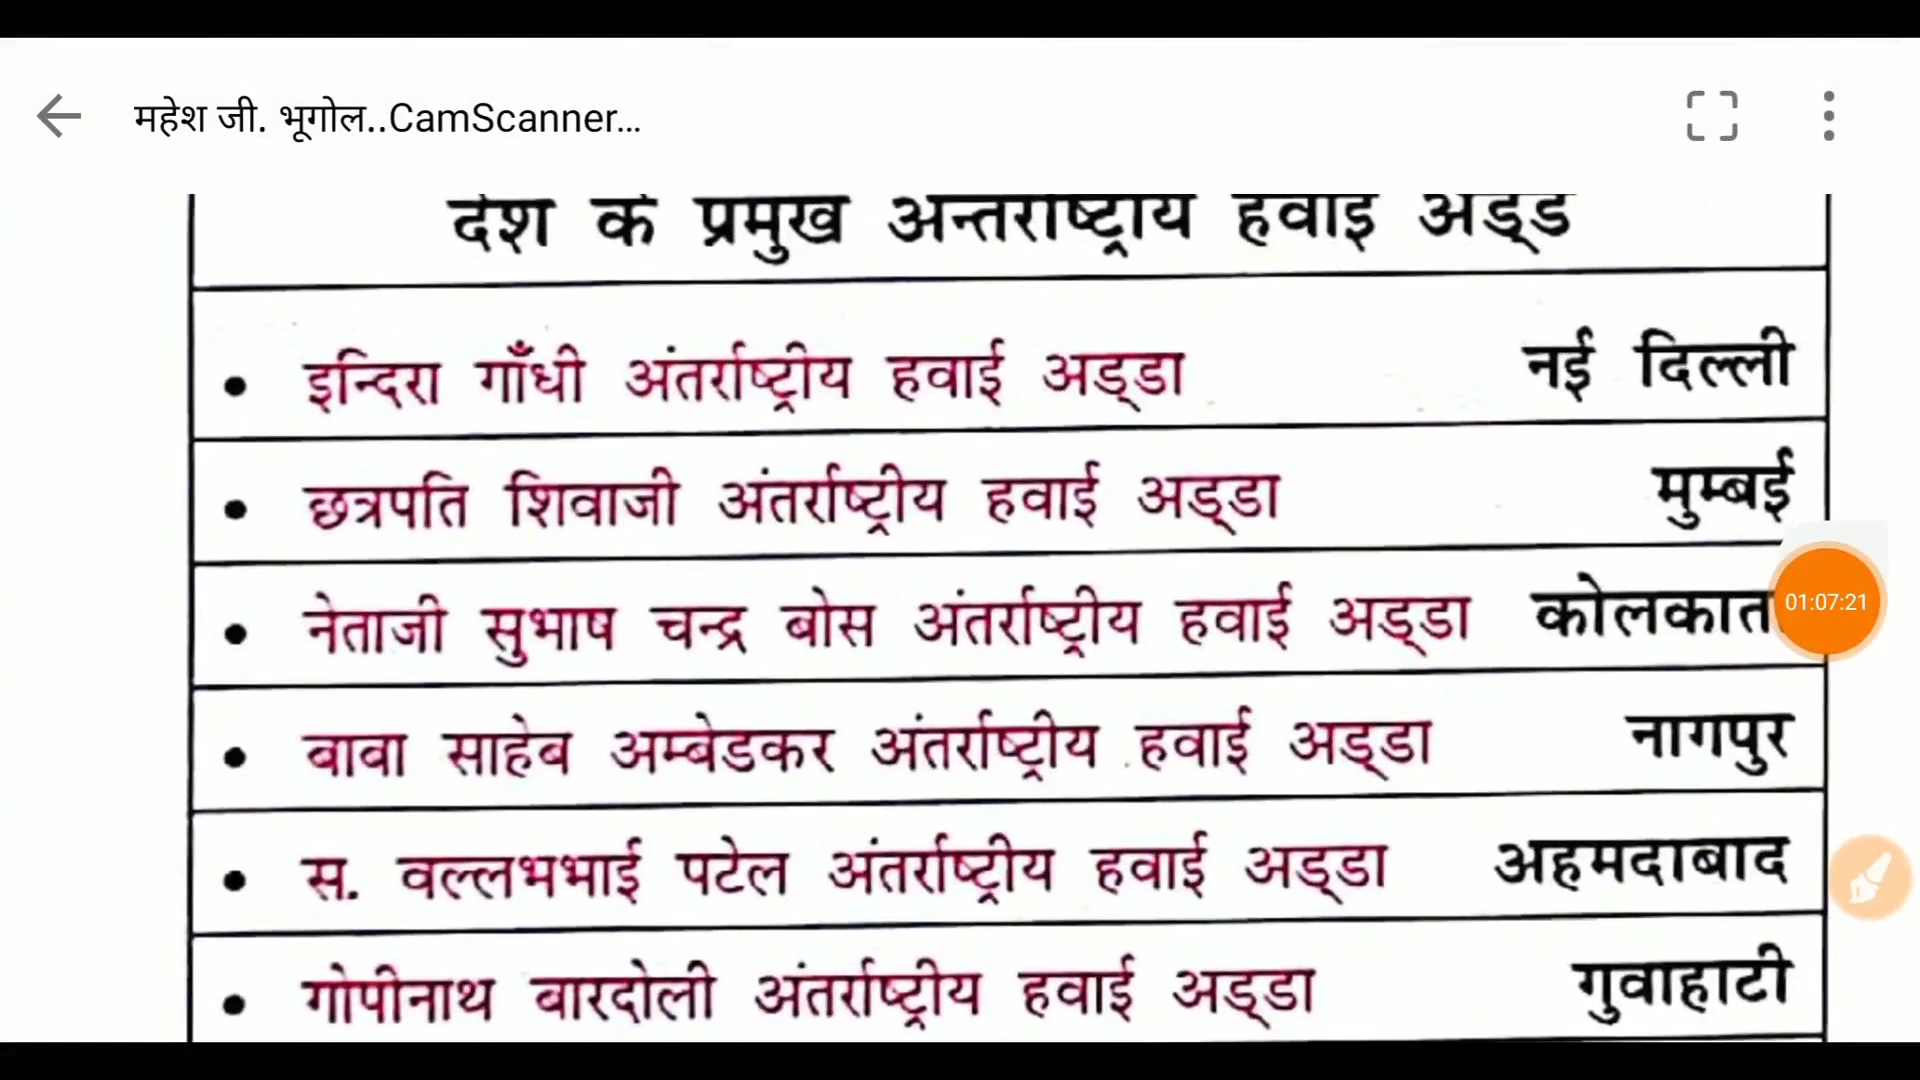 महेश जी. भूगोल..CamScanner...
देश के प्रमुख अन्तर्राष्ट्रीय हवाई अड्डे
• इन्दिरा गाँधी अंतर्राष्ट्रीय हवाई अड्डा नई दिल्ली
• छत्रपति शिवाजी अंतर्राष्ट्रीय हवाई अड्डा मुम्बई
• नेताजी सुभाष चन्द्र बोस अंतर्राष्ट्रीय हवाई अड्डा कोलकाता
01:07:21
• बाबा साहेब अम्बेडकर अंतर्राष्ट्रीय हवाई अड्डा नागपुर
• स. वल्लभभाई पटेल अंतर्राष्ट्रीय हवाई अड्डा अहमदाबाद
• गोपीनाथ बारदोली अंतर्राष्ट्रीय हवाई अड्डा गुवाहाटी